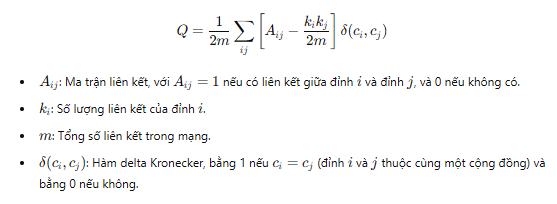 Q = \frac{1}{2m} \sum_{ij} \left[ A_{ij} - \frac{k_i k_j}{2m} \right] \delta(c_i, c_j)
• A_{ij}: Ma trận liên kết, với A_{ij} = 1 nếu có liên kết giữa đỉnh i và đỉnh j, và 0 nếu không có.
• k_i: Số lượng liên kết của đỉnh i.
• m: Tổng số liên kết trong mạng.
• δ(c_i, c_j): Hàm delta Kronecker, bằng 1 nếu c_i = c_j (đỉnh i và j thuộc cùng một cộng đồng) và
bằng 0 nếu không.